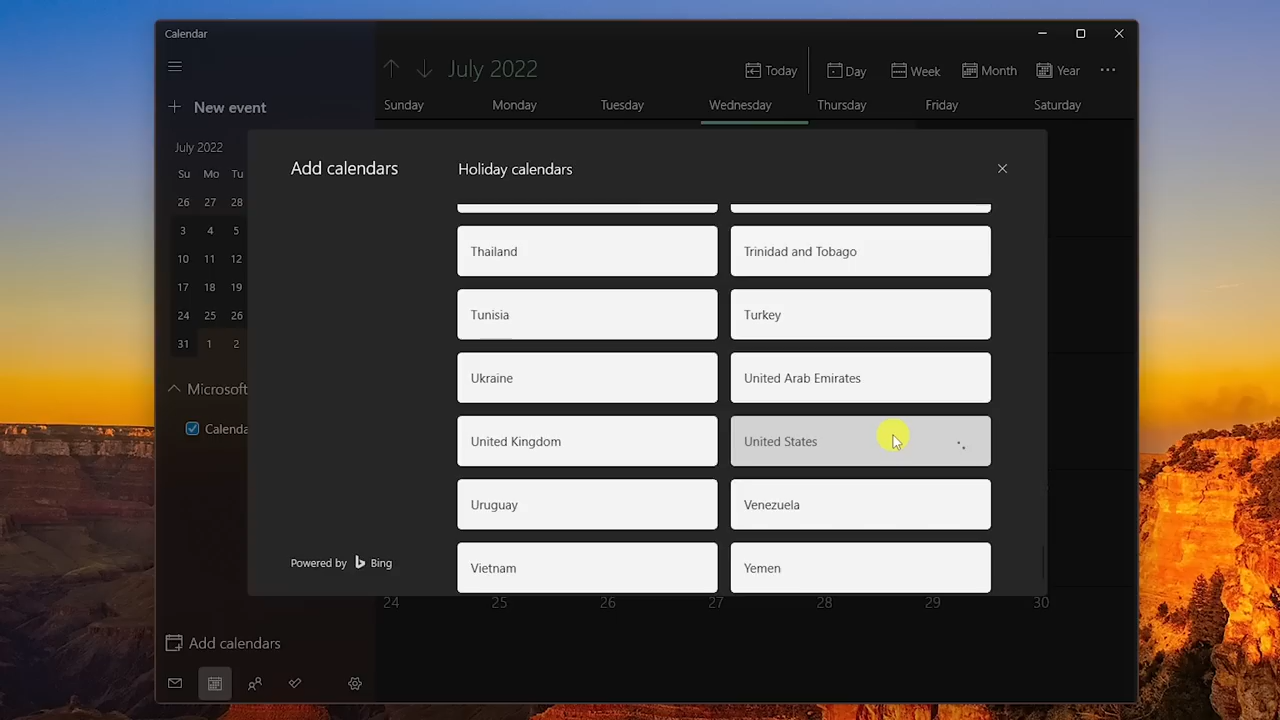 Calendar
July 2022
Today
Day
Week
Month
Year
New event
Sunday Monday Tuesday Wednesday Thursday Friday Saturday
July 2022
Su Mo Tu
26 27 28
3 4 5
10 11 12
17 18 19
24 25 26
31 1 2
Microsoft
Calenda
Add calendars
Holiday calendars
Thailand
Trinidad and Tobago
Tunisia
Turkey
Ukraine
United Arab Emirates
United Kingdom
United States
Uruguay
Venezuela
Vietnam
Yemen
Powered by Bing
24 25 26 27 28 29 30
Add calendars